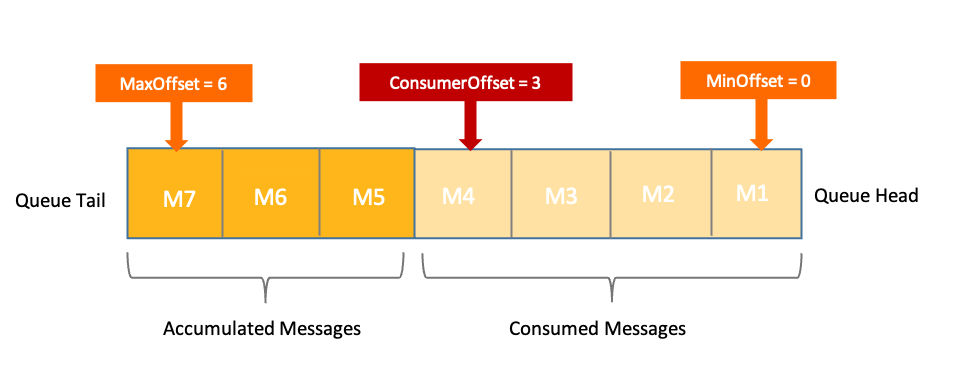 MaxOffset = 6
ConsumerOffset = 3
MinOffset = 0
Queue Tail
M7
M6
M5
M4
M3
M2
M1
Queue Head
Accumulated Messages
Consumed Messages